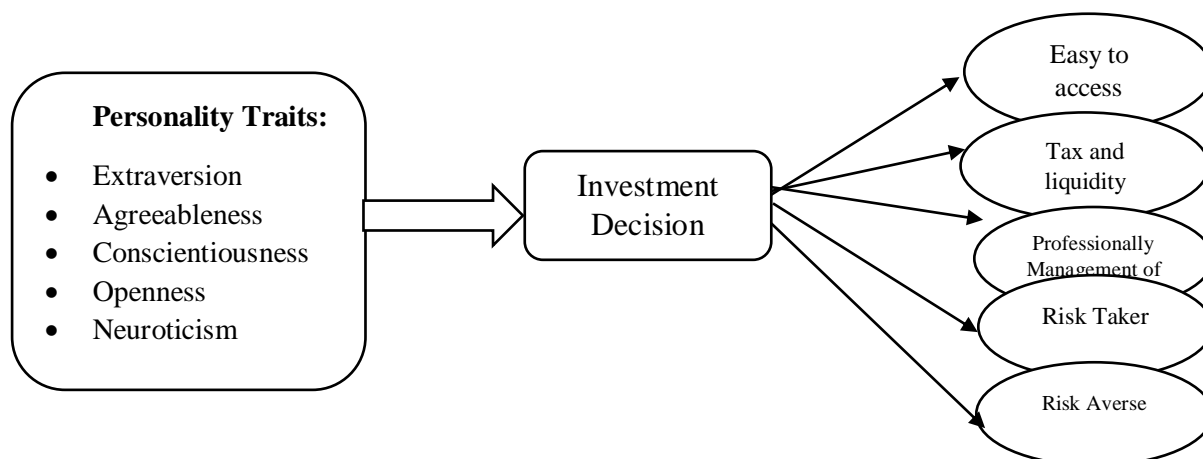 Personality Traits:
• Extraversion
• Agreeableness
• Conscientiousness
• Openness
• Neuroticism
Investment
Decision
Easy to
access
Tax and
liquidity
Professionally
Management of
Risk Taker
Risk Averse